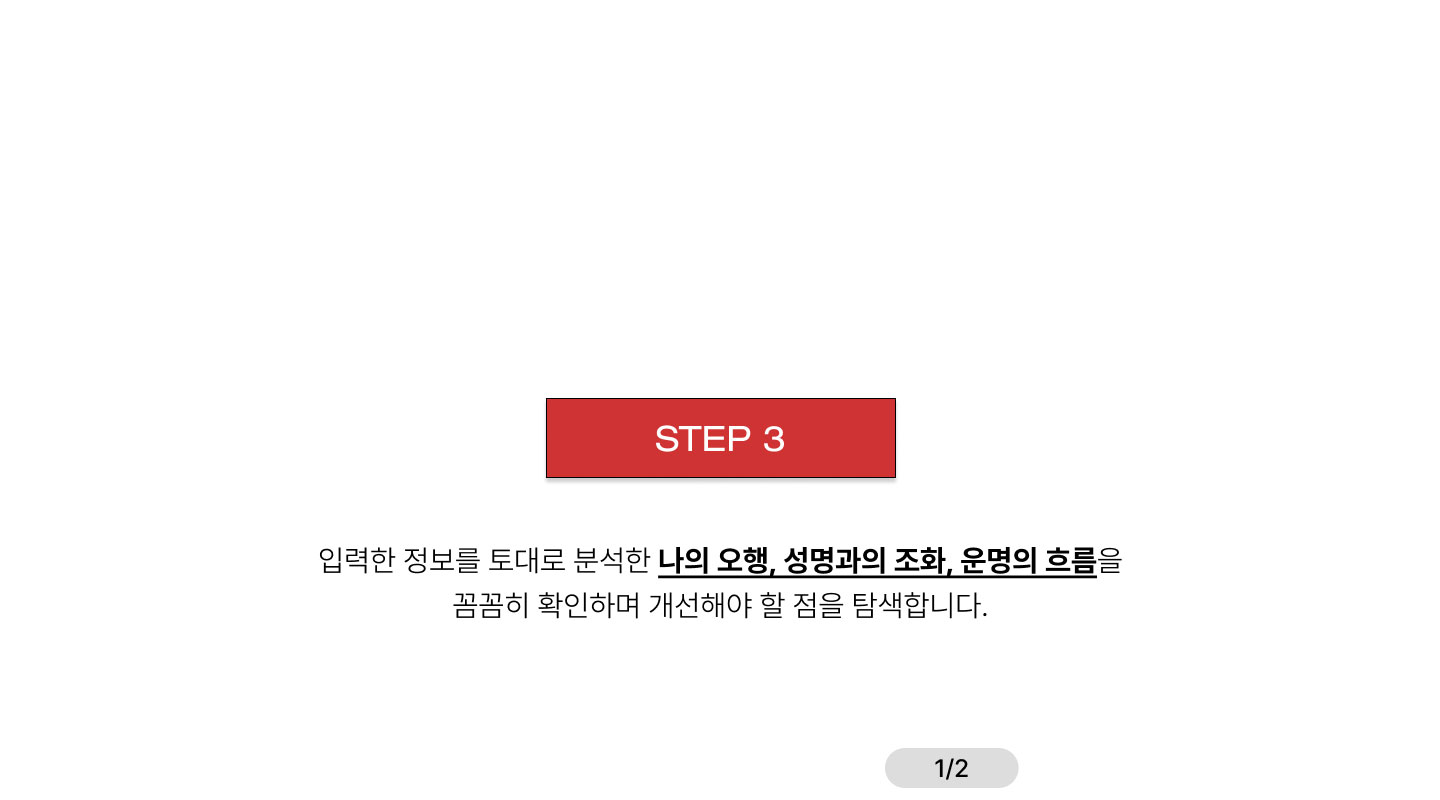 STEP 3
입력한 정보를 토대로 분석한 나의 오행, 성명과의 조화, 운명의 흐름을
꼼꼼히 확인하며 개선해야 할 점을 탐색합니다.
1/2